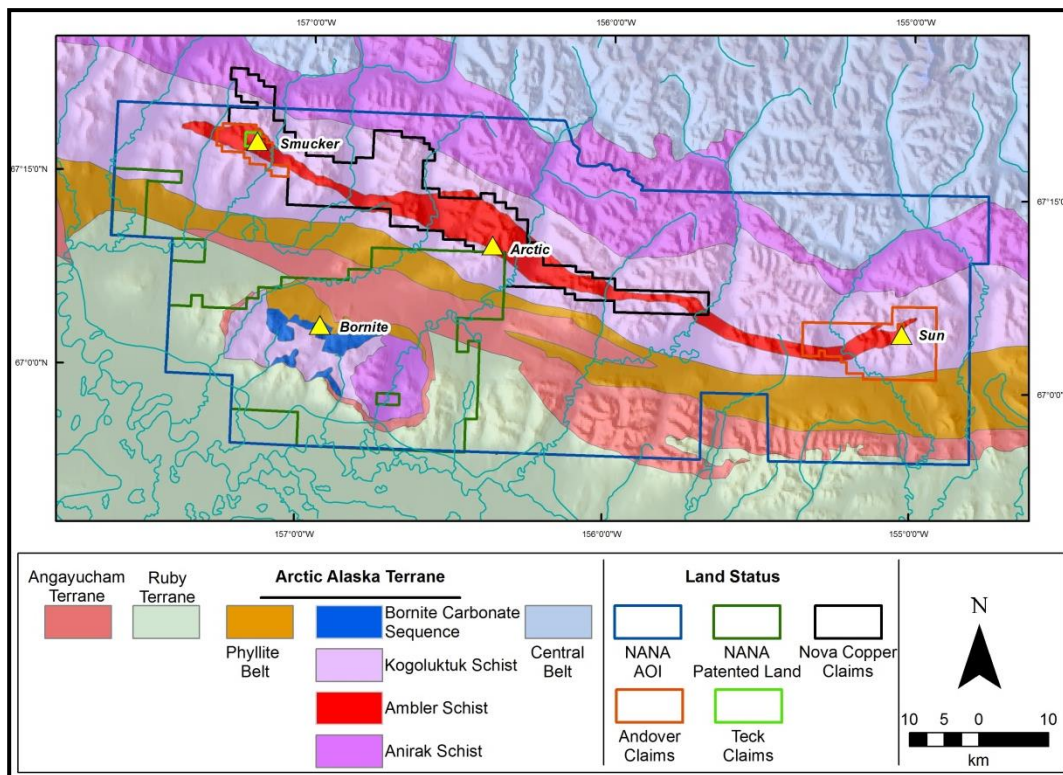 157°0'0"W
156°0'0"W
155°0'0"W
67°15'0"N
67°15'0"N
Smucker
Arctic
Bornite
Sun
67°0'0"N
67°0'0"N
157°0'0"W
156°0'0"W
155°0'0"W
Angayucham
Terrane
Ruby
Terrane
Arctic Alaska Terrane
Phyllite
Belt
Bornite Carbonate
Sequence
Kogoluktuk Schist
Ambler Schist
Anirak Schist
Central
Belt
Land Status
NANA
AOI
NANA
Patented Land
Nova Copper
Claims
Andover
Claims
Teck
Claims
N
10 5 0 10
km